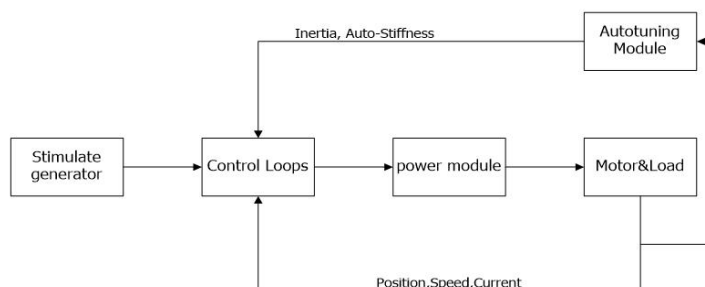 Inertia, Auto-Stiffness
Autotuning
Module
Stimulate
generator
Control Loops
power module
Motor&Load
Position,Speed,Current